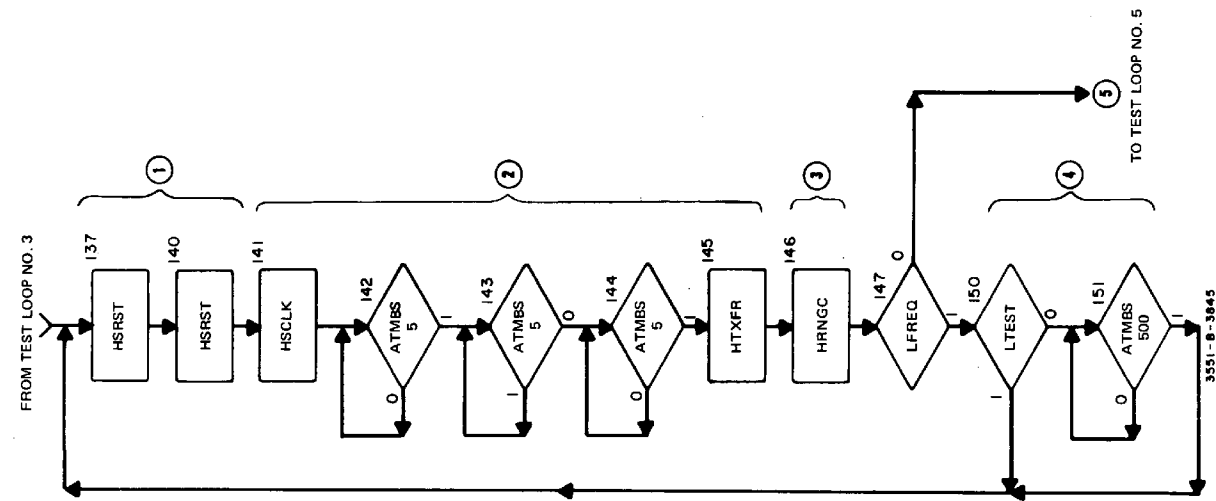 FROM TEST LOOP NO. 3
137
HSRST
1
140
HSRST
141
HSCLK
142
ATMBS
5
0
1
2
143
ATMBS
5
1
0
144
ATMBS
5
0
1
145
HTXFR
146
HRNGC
3
147
LFREQ
0
1
5
TO TEST LOOP NO. 5
150
LTEST
1
0
4
151
ATMBS
500
0
1
3551-8-3845